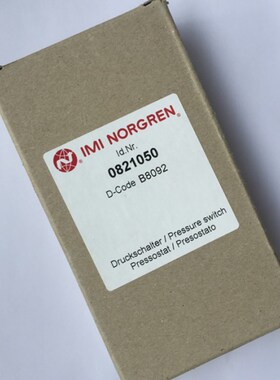 IMI NORGREN
Id.Nr.
0821050
D-Code B8092
Druckschalter / Pressure switch
Pressostat / Presostato